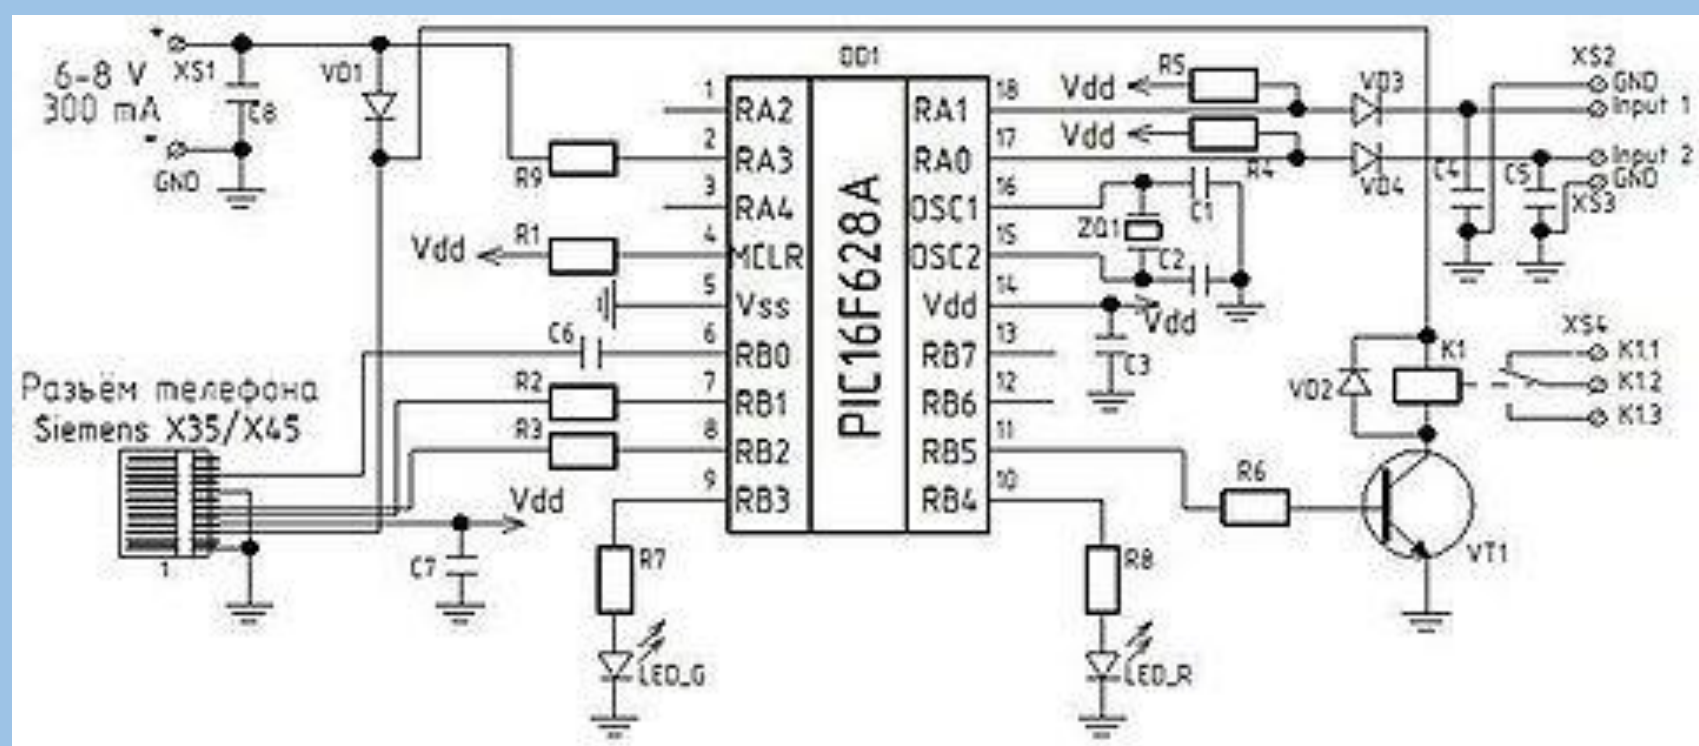 +
6-8 V
300 mA
XS1
C8
VD1
-
GND
R9
Vdd
R1
C6
R2
R3
Разъём телефона
Siemens X35/X45
1
Vdd
C7
DD1
PIC16F628A
1 RA2
2 RA3
3 RA4
4 MCLR
5 Vss
6 RB0
7 RB1
8 RB2
9 RB3
RA1 18
RA0 17
OSC1 16
OSC2 15
Vdd 14
RB7 13
RB6 12
RB5 11
RB4 10
R7
LED_G
R8
LED_R
Vdd
R5
Vdd
R4
VD3
VD4
ZQ1
C1
C2
Vdd
C3
XS2
GND
Input 1
Input 2
GND
XS3
C4
C5
XS4
K1
K1.1
K1.2
K1.3
VD2
R6
VT1